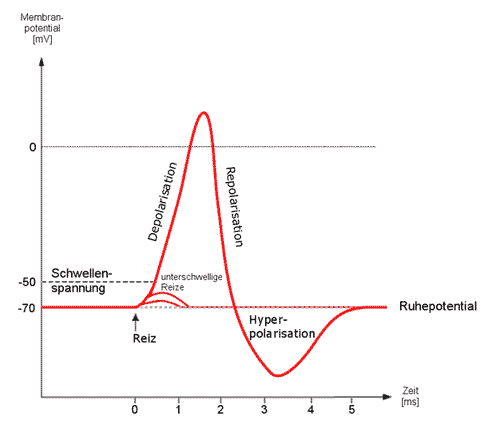 Membran-
potential
[mV]
0
Depolarisation
Repolarisation
Schwellen-
spannung
-50
unterschwellige
Reize
-70
Ruhepotential
Hyper-
polarisation
Reiz
Zeit
[ms]
0 1 2 3 4 5